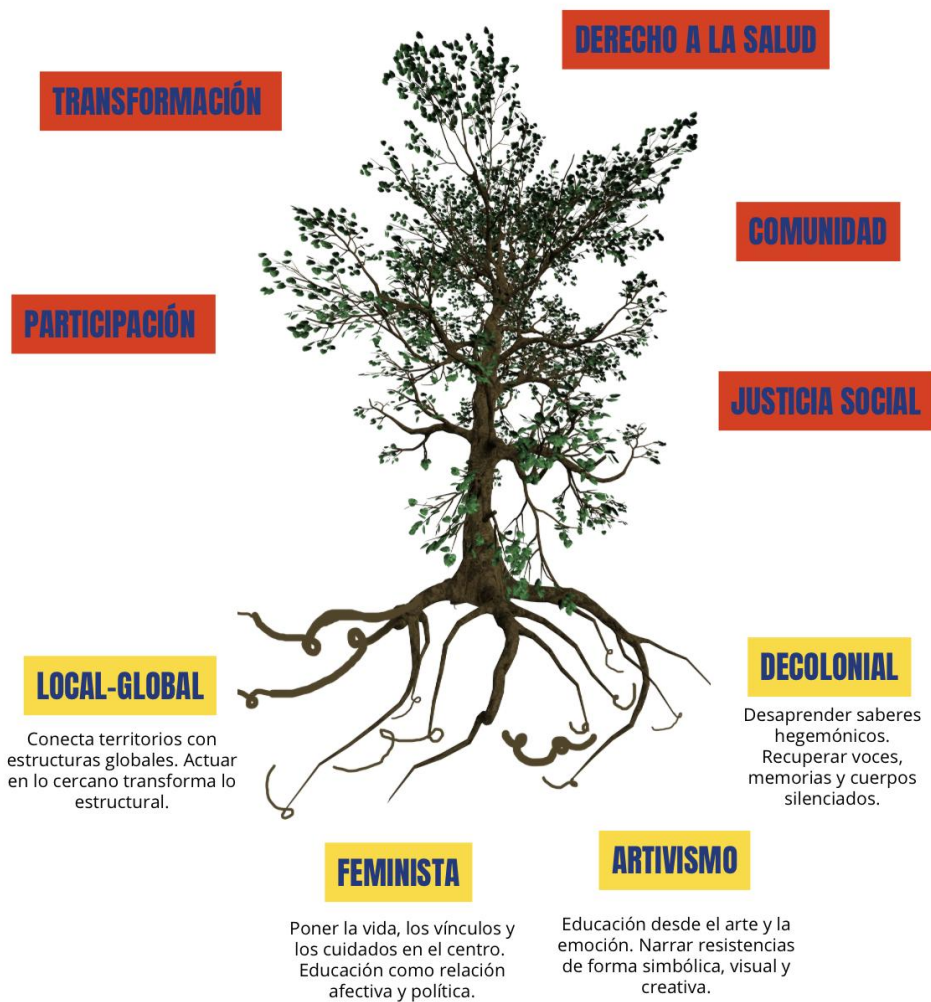 DERECHO A LA SALUD
TRANSFORMACIÓN
COMUNIDAD
PARTICIPACIÓN
JUSTICIA SOCIAL
LOCAL-GLOBAL
Conecta territorios con
estructuras globales. Actuar
en lo cercano transforma lo
estructural.
DECOLONIAL
Desaprender saberes
hegemónicos.
Recuperar voces,
memorias y cuerpos
silenciados.
FEMINISTA
Poner la vida, los vínculos y
los cuidados en el centro.
Educación como relación
afectiva y política.
ARTIVISMO
Educación desde el arte y la
emoción. Narrar resistencias
de forma simbólica, visual y
creativa.